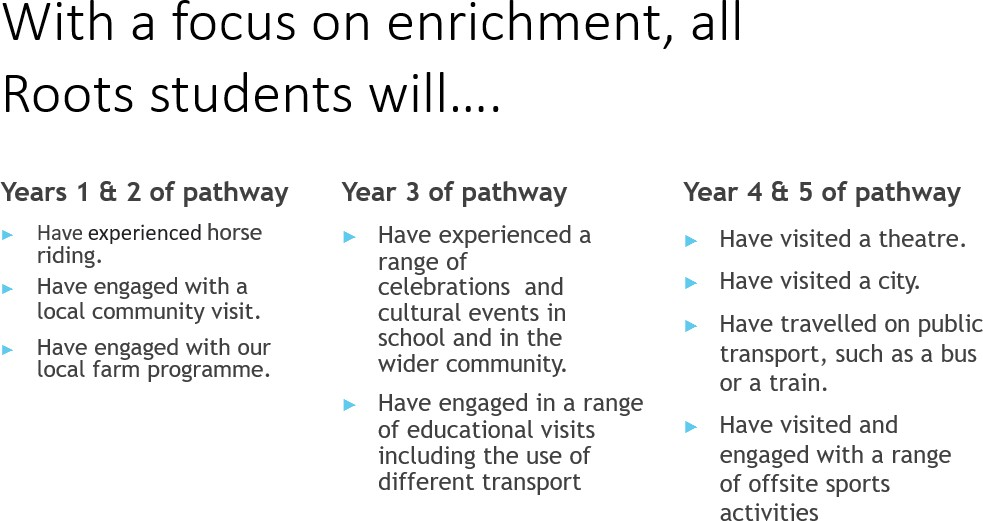 With a focus on enrichment, all
Roots students will....
Years 1 & 2 of pathway
► Have experienced horse
riding.
► Have engaged with a
local community visit.
► Have engaged with our
local farm programme.
Year 3 of pathway
► Have experienced a
range of
celebrations and
cultural events in
school and in the
wider community.
► Have engaged in a range
of educational visits
including the use of
different transport
Year 4 & 5 of pathway
► Have visited a theatre.
► Have visited a city.
► Have travelled on public
transport, such as a bus
or a train.
► Have visited and
engaged with a range
of offsite sports
activities